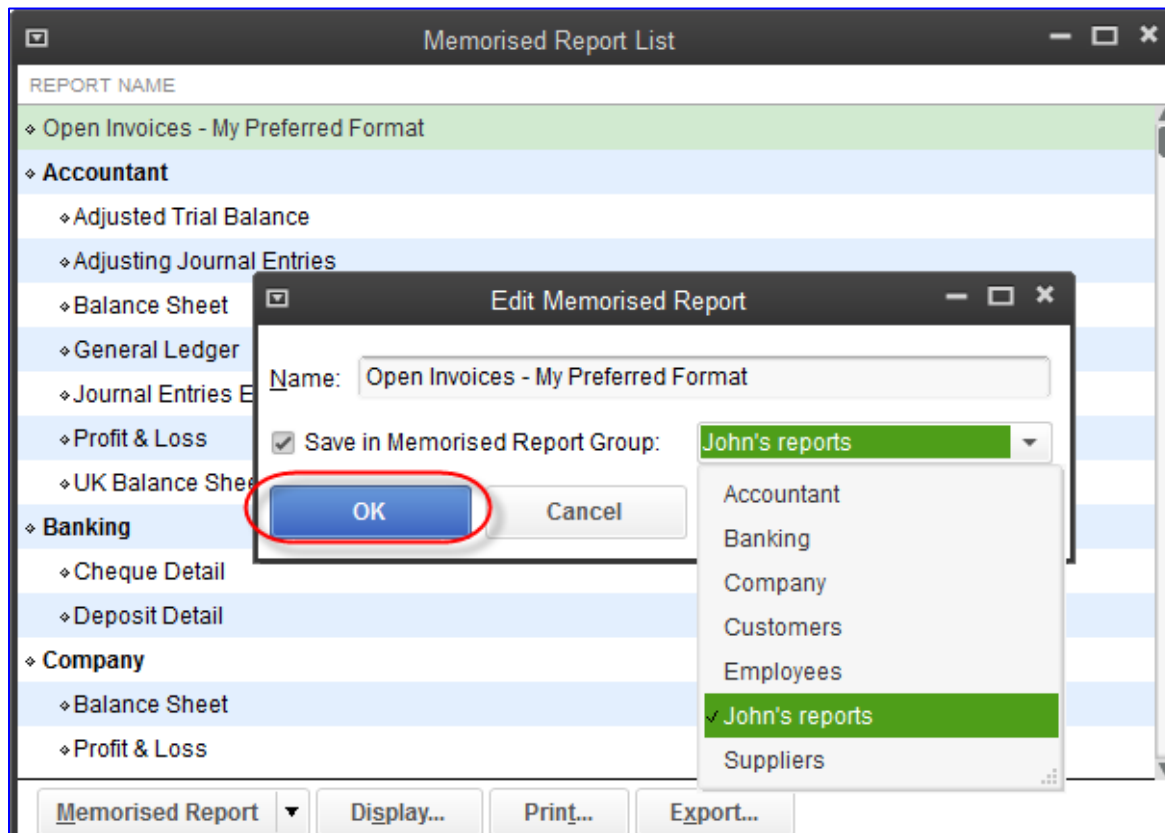 Memorised Report List
REPORT NAME
Open Invoices - My Preferred Format
Accountant
Adjusted Trial Balance
Adjusting Journal Entries
Balance Sheet
General Ledger
Journal Entries E
Profit & Loss
UK Balance Shee
Banking
Cheque Detail
Deposit Detail
Company
Balance Sheet
Profit & Loss
Edit Memorised Report
Name: Open Invoices - My Preferred Format
Save in Memorised Report Group: John's reports
OK Cancel
Accountant
Banking
Company
Customers
Employees
John's reports
Suppliers
Memorised Report Display... Print... Export...